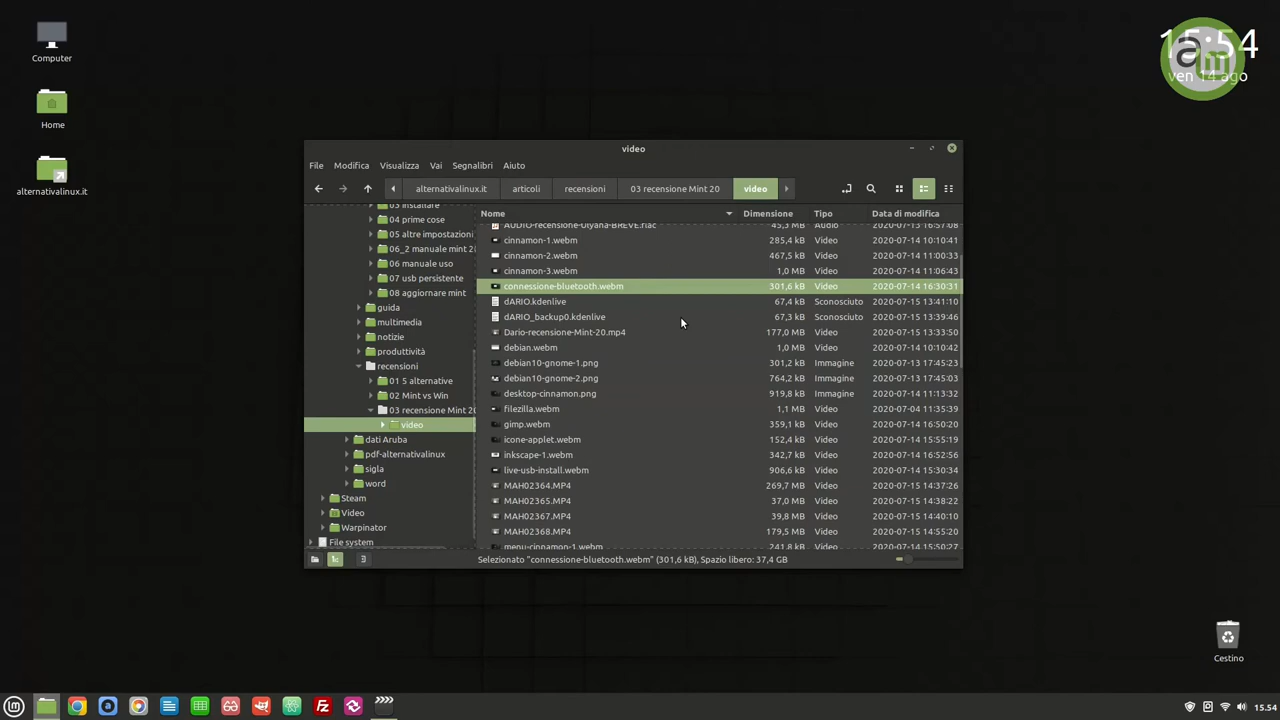 Computer
Home
alternativalinux.it
15:54
am
ven 14 ago
video
File Modifica Visualizza Vai Segnalibri Aiuto
alternativalinux.it articoli recensioni 03 recensione Mint 20 video
03 installare
04 prime cose
05 altre impostazioni
06_2 manuale mint 2
06 manuale uso
07 usb persistente
08 aggiornare mint
guida
multimedia
notizie
produttività
recensioni
01 5 alternative
02 Mint vs Win
03 recensione Mint 20
video
dati Aruba
pdf-alternativalinux
sigla
word
Steam
Video
Warpinator
File system
Nome Dimensione Tipo Data di modifica
AUDIO-recensione-Ulyana-BREVE.flac 45,3 MB Audio 2020-07-13 16:57:08
cinnamon-1.webm 285,4 kB Video 2020-07-14 10:10:41
cinnamon-2.webm 467,5 kB Video 2020-07-14 11:00:33
cinnamon-3.webm 1,0 MB Video 2020-07-14 11:06:43
connessione-bluetooth.webm 301,6 kB Video 2020-07-14 16:30:31
dARIO.kdenlive 67,4 kB Sconosciuto 2020-07-15 13:41:10
dARIO_backup0.kdenlive 67,3 kB Sconosciuto 2020-07-15 13:39:46
Dario-recensione-Mint-20.mp4 177,0 MB Video 2020-07-15 13:33:50
debian.webm 1,0 MB Video 2020-07-14 10:10:42
debian10-gnome-1.png 301,2 kB Immagine 2020-07-13 17:45:23
debian10-gnome-2.png 764,2 kB Immagine 2020-07-13 17:45:03
desktop-cinnamon.png 919,8 kB Immagine 2020-07-14 11:13:32
filezilla.webm 1,1 MB Video 2020-07-04 11:35:39
gimp.webm 359,1 kB Video 2020-07-14 16:50:20
icone-applet.webm 152,4 kB Video 2020-07-14 15:55:19
inkscape-1.webm 342,7 kB Video 2020-07-14 16:52:56
live-usb-install.webm 906,6 kB Video 2020-07-14 15:30:34
MAH02364.MP4 269,7 MB Video 2020-07-15 14:37:26
MAH02365.MP4 37,0 MB Video 2020-07-15 14:38:22
MAH02367.MP4 39,8 MB Video 2020-07-15 14:40:10
MAH02368.MP4 179,5 MB Video 2020-07-15 14:43:14
menu-cinnamon-1.webm 241,8 kB Video 2020-07-14 15:50:27
Selezionato "connessione-bluetooth.webm" (301,6 kB), Spazio libero: 37,4 GB
Cestino
15.54